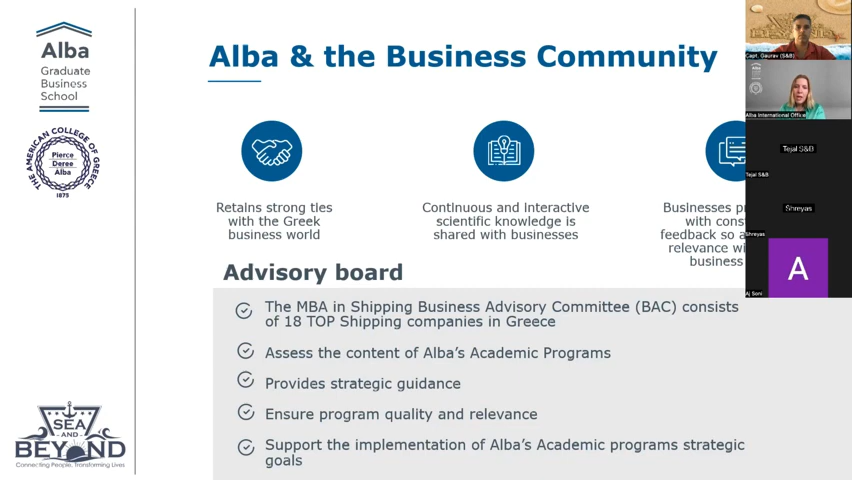 Alba
Graduate
Business
School
THE AMERICAN COLLEGE OF GREECE
Pierce
Deree
Alba
1875
Alba & the Business Community
Retains strong ties
with the Greek
business world
Continuous and interactive
scientific knowledge is
shared with businesses
Businesses
with
feedback so
relevance
business
Advisory board
The MBA in Shipping Business Advisory Committee (BAC) consists
of 18 TOP Shipping companies in Greece
Assess the content of Alba's Academic Programs
Provides strategic guidance
Ensure program quality and relevance
Support the implementation of Alba's Academic programs strategic
goals
SEA
AND
BEYOND
Connecting People, Transforming Lives
Capt. Gaurav (S&B)
Alba International Office
Tejal S&B
Tejal S&B
Shreyas
Shreyas
A
Aj Soni